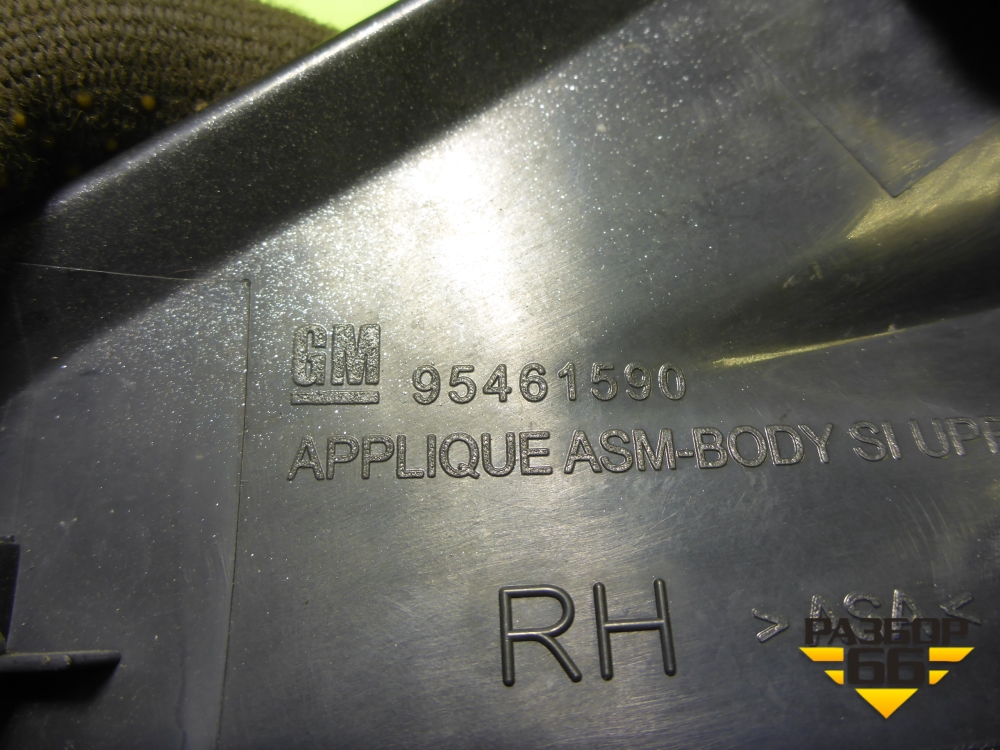 GM 95461590
APPLIQUE ASM-BODY SI UPP
RH
>ASA<
РАЗБОР
66